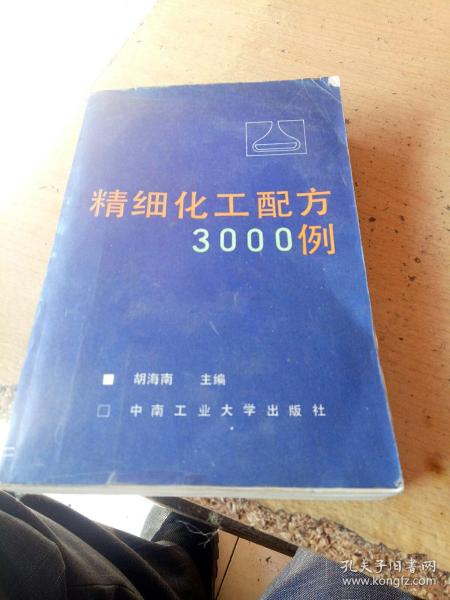 精细化工配方
3000例
胡海南 主编
中南工业大学出版社
孔夫子旧书网
www.kongfz.com